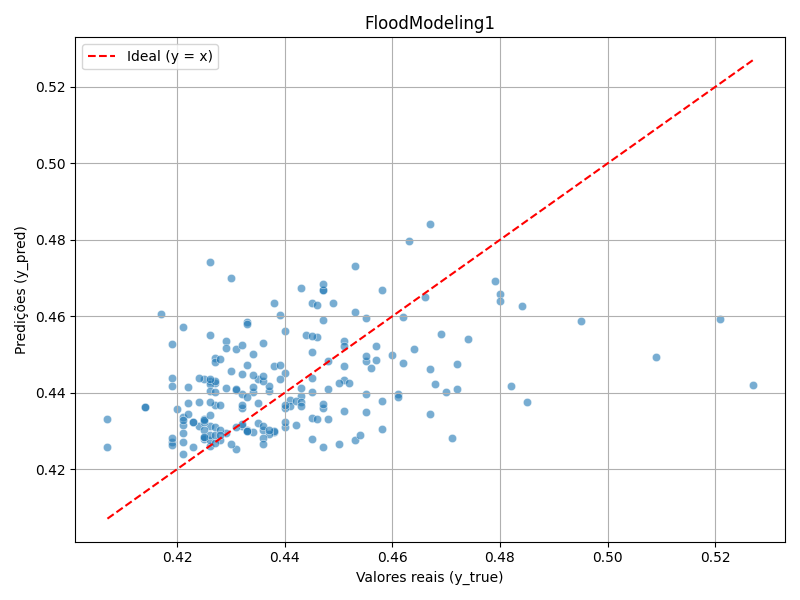 FloodModeling1
Ideal (y = x)
0.52
0.50
0.48
0.46
0.44
0.42
Predições (y_pred)
0.42 0.44 0.46 0.48 0.50 0.52
Valores reais (y_true)